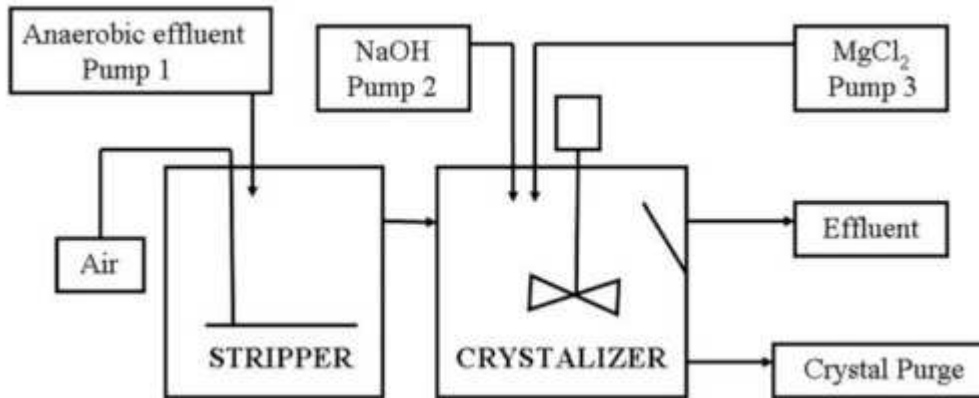 Anaerobic effluent
Pump 1
NaOH
Pump 2
MgCl₂
Pump 3
Air
Effluent
STRIPPER
CRYSTALIZER
Crystal Purge